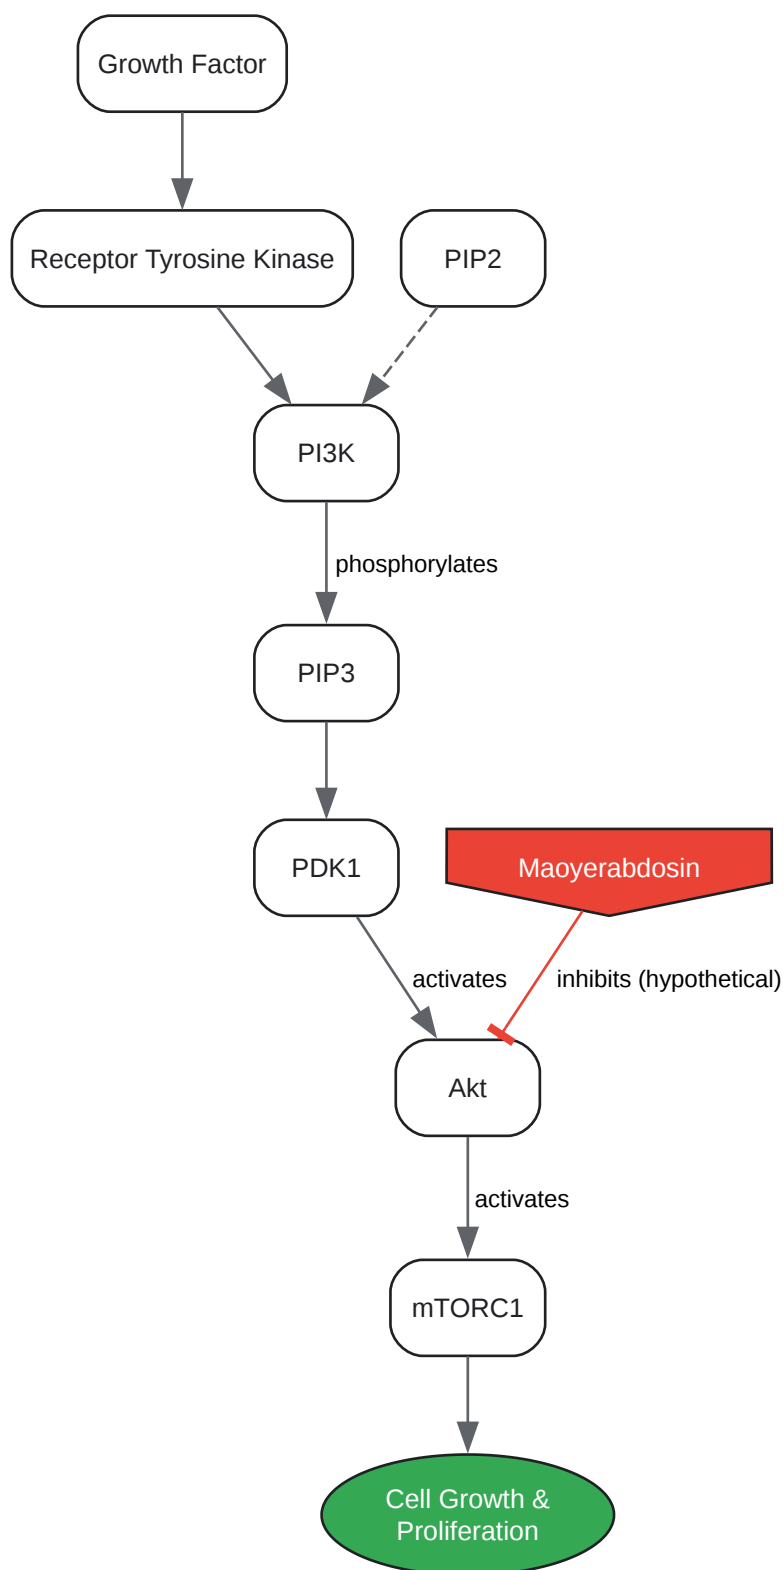 Growth Factor
Receptor Tyrosine Kinase
PIP2
PI3K
phosphorylates
PIP3
PDK1
Maoyerabdosin
activates
inhibits (hypothetical)
Akt
activates
mTORC1
Cell Growth &
Proliferation